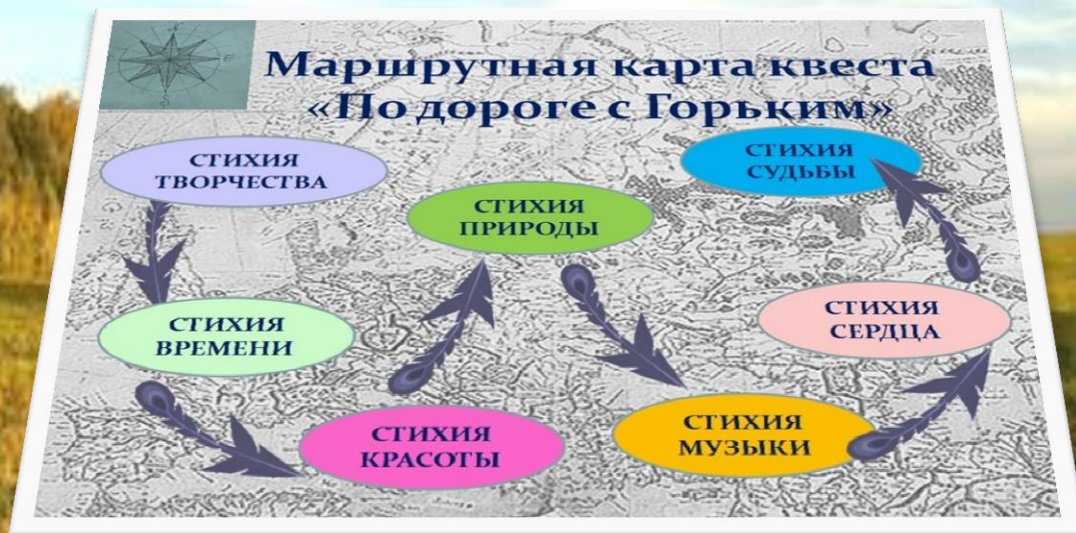 Маршрутная карта квеста
«По дороге с Горьким»
СТИХИЯ
ТВОРЧЕСТВА
СТИХИЯ
ВРЕМЕНИ
СТИХИЯ
КРАСОТЫ
СТИХИЯ
ПРИРОДЫ
СТИХИЯ
МУЗЫКИ
СТИХИЯ
СЕРДЦА
СТИХИЯ
СУДЬБЫ